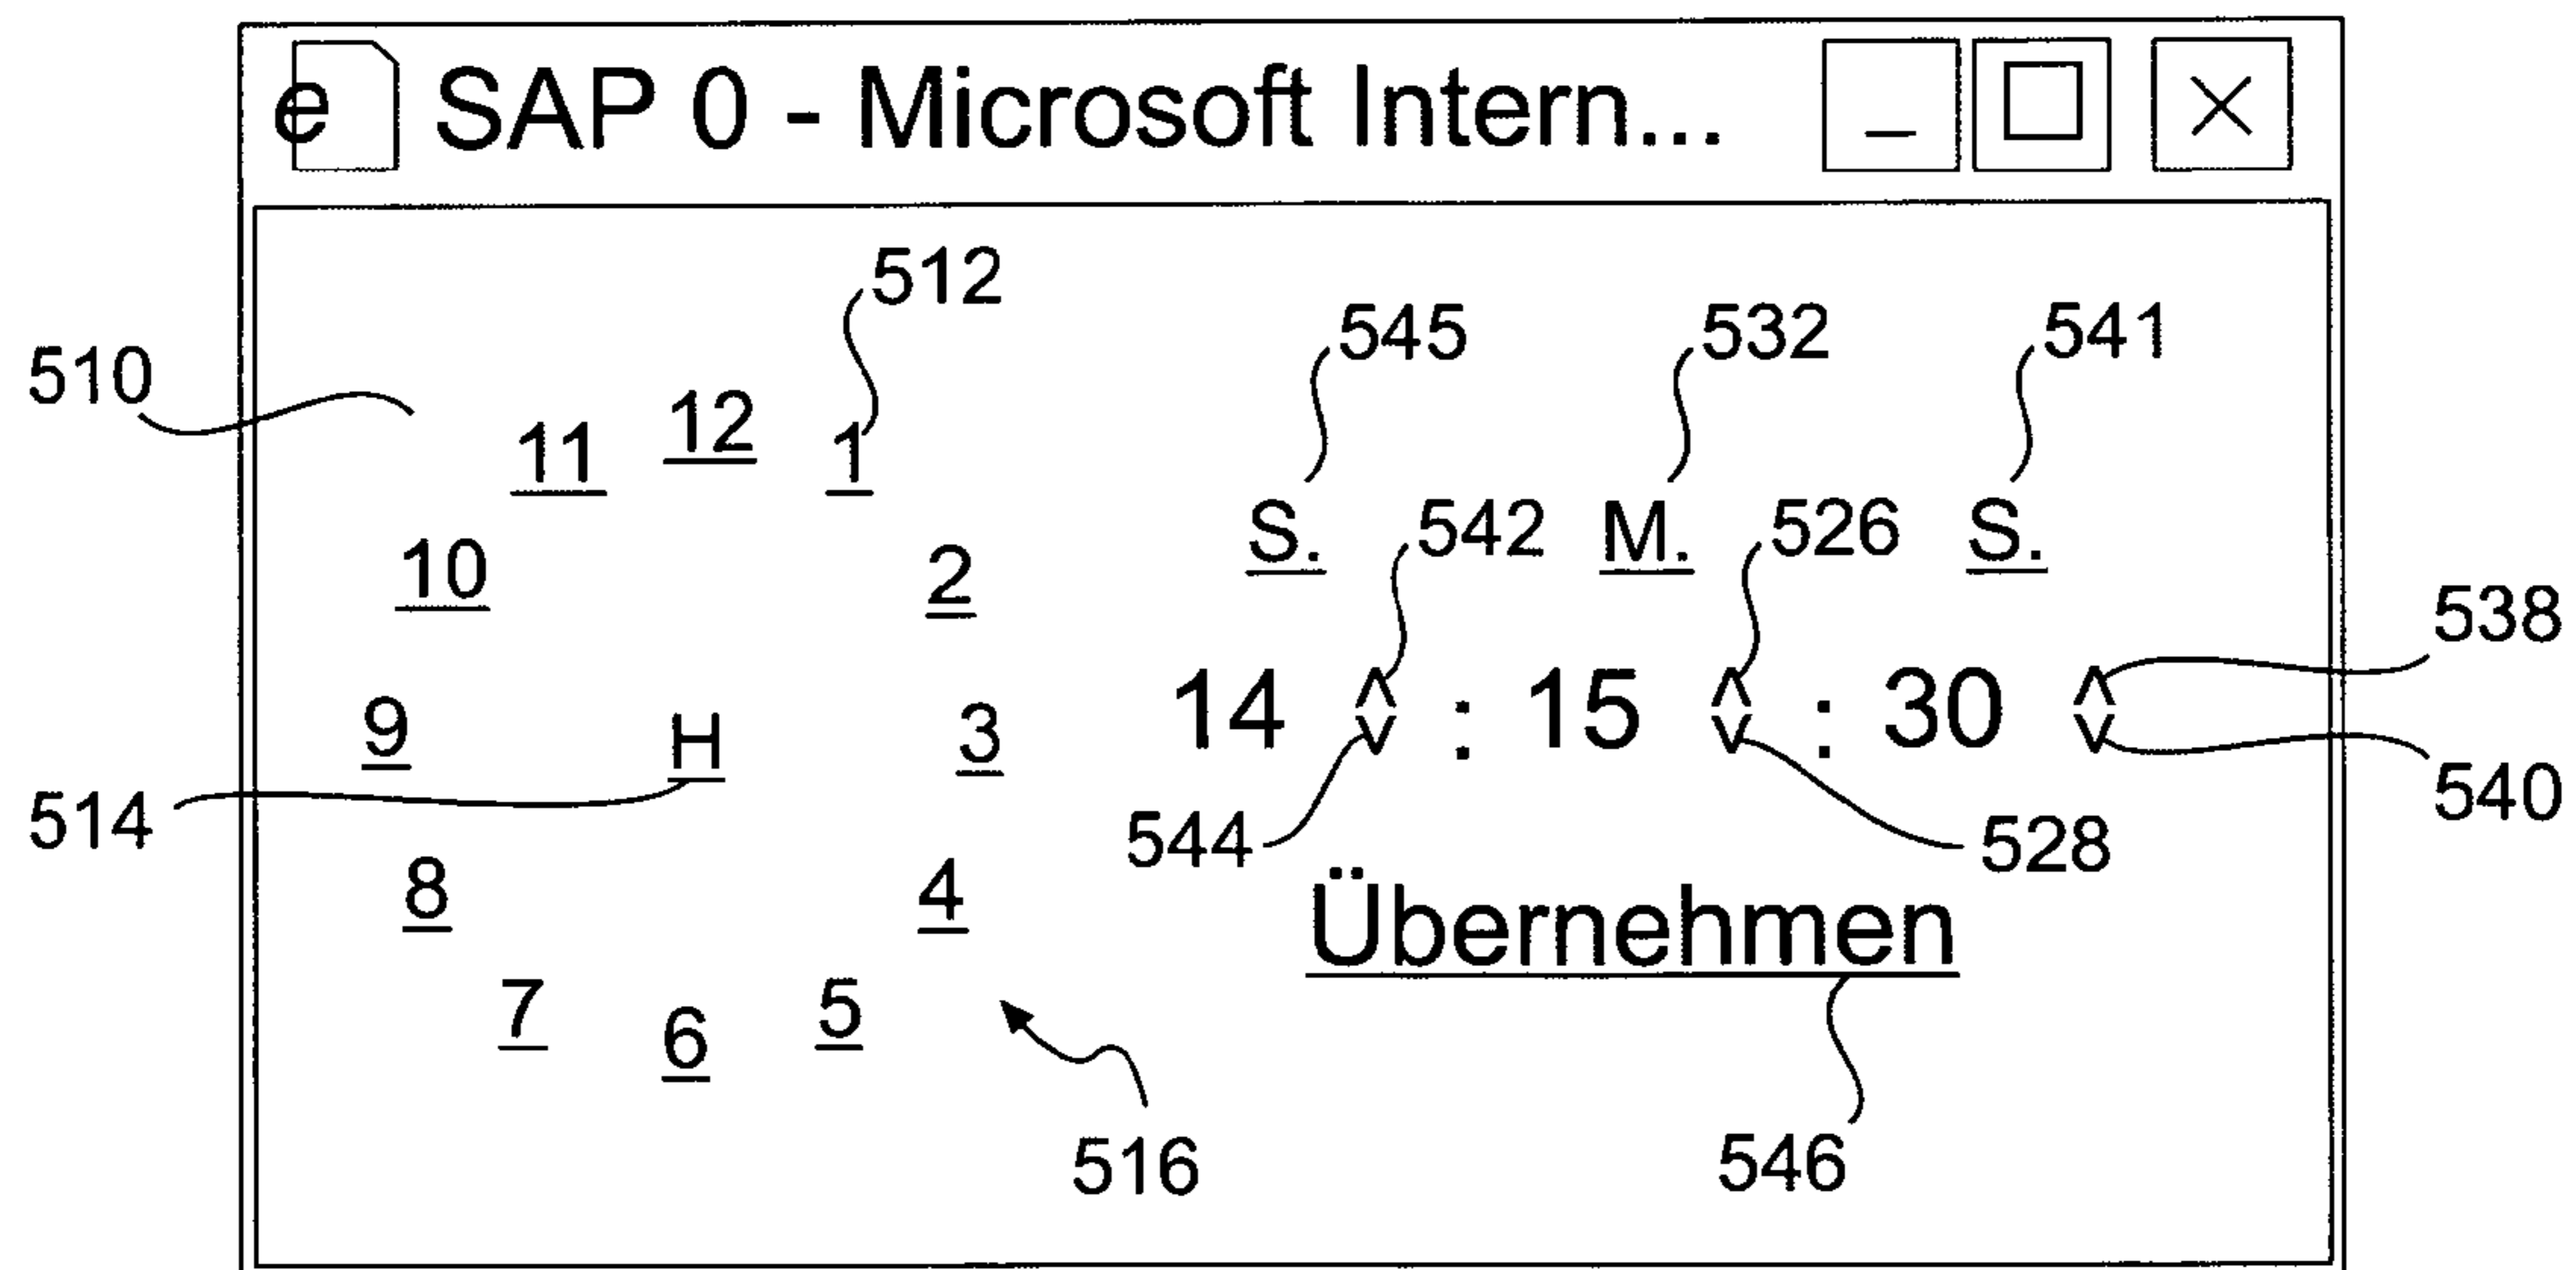 e SAP 0 - Microsoft Intern...
512
545 532 541
510
11 12 1
S. 542 M. 526 S.
10 2
538
9 H 3 14 : 15 : 30
540
514 544 528
8 4 Übernehmen
7 6 5
516 546